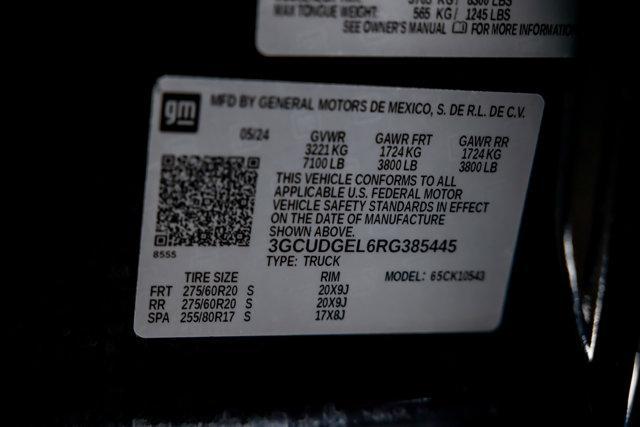 MAX TONGUE WEIGHT: 565 KG / 1245 LBS
SEE OWNER'S MANUAL FOR MORE INFORMATION
gm
MFD BY GENERAL MOTORS DE MEXICO, S. DE R.L. DE C.V.
05/24 GVWR GAWR FRT GAWR RR
3221 KG 1724 KG 1724 KG
7100 LB 3800 LB 3800 LB
THIS VEHICLE CONFORMS TO ALL
APPLICABLE U.S. FEDERAL MOTOR
VEHICLE SAFETY STANDARDS IN EFFECT
ON THE DATE OF MANUFACTURE
SHOWN ABOVE.
3GCUDGEL6RG385445
8555
TYPE: TRUCK
TIRE SIZE RIM MODEL: 65CK10543
FRT 275/60R20 S 20X9J
RR 275/60R20 S 20X9J
SPA 255/80R17 S 17X8J